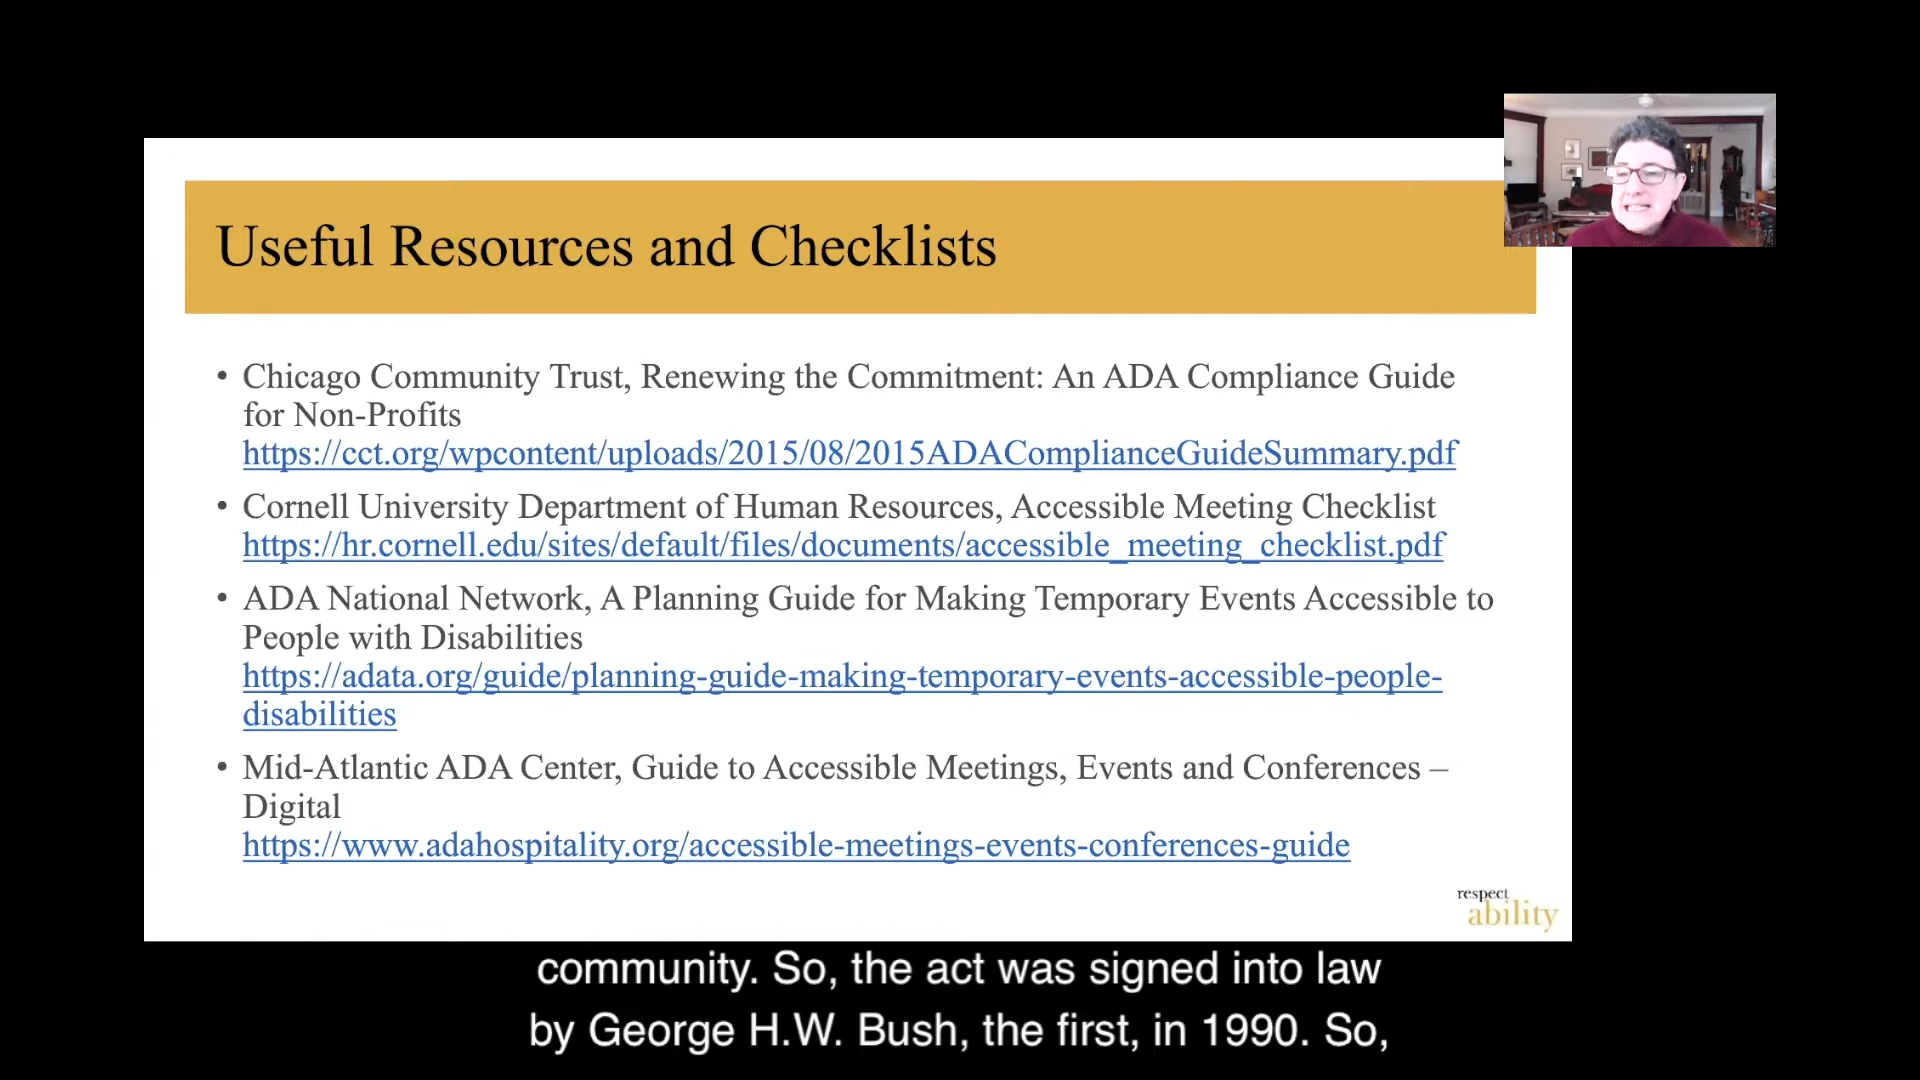 Useful Resources and Checklists
• Chicago Community Trust, Renewing the Commitment: An ADA Compliance Guide
for Non-Profits
https://cct.org/wpcontent/uploads/2015/08/2015ADAComplianceGuideSummary.pdf
• Cornell University Department of Human Resources, Accessible Meeting Checklist
https://hr.cornell.edu/sites/default/files/documents/accessible_meeting_checklist.pdf
• ADA National Network, A Planning Guide for Making Temporary Events Accessible to
People with Disabilities
https://adata.org/guide/planning-guide-making-temporary-events-accessible-people-
disabilities
• Mid-Atlantic ADA Center, Guide to Accessible Meetings, Events and Conferences –
Digital
https://www.adahospitality.org/accessible-meetings-events-conferences-guide
respect
ability
community. So, the act was signed into law
by George H.W. Bush, the first, in 1990. So,